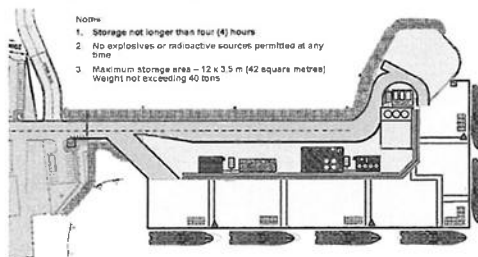 Norms
1. Storage not longer than four (4) hours
2 No explosives or radioactive sources permitted at any
time
3 Maximum storage area – 12 x 3,5 m (42 square metres)
Weight not exceeding 40 tons